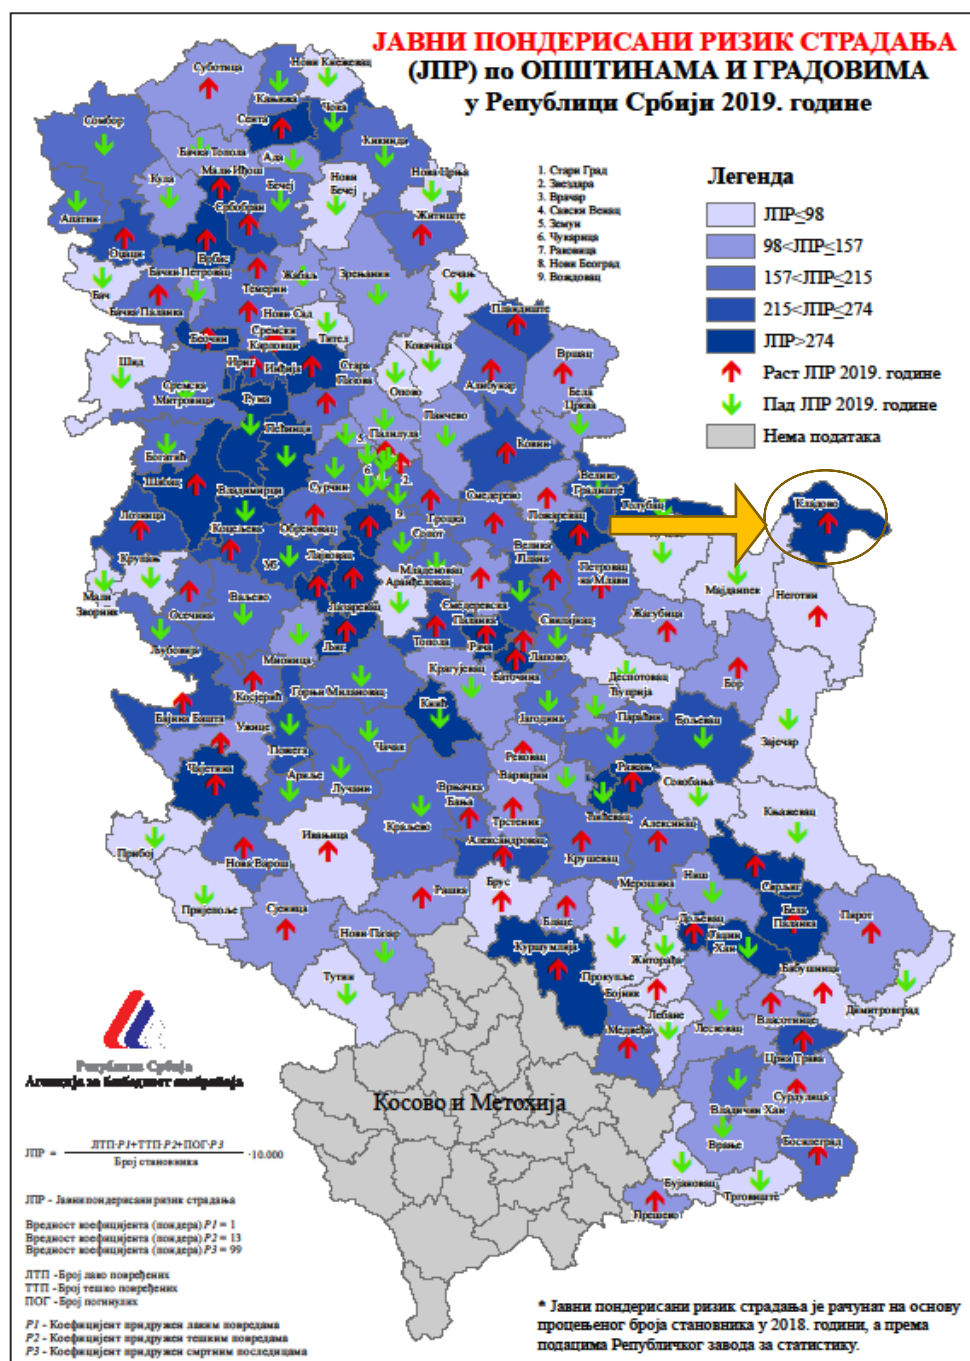 ЈАВНИ ПОНДЕРИСАНИ РИЗИК СТРАДАЊА
(ЈПР) по ОПШТИНАМА И ГРАДОВИМА
у Републици Србији 2019. године
1. Стари Град
2. Звездара
3. Врачар
4. Савски Венац
5. Земун
6. Чукарица
7. Раковица
8. Нови Београд
9. Вождовац
Легенда
ЈПР≤98
98<ЈПР≤157
157<ЈПР≤215
215<ЈПР≤274
ЈПР>274
Раст ЈПР 2019. године
Пад ЈПР 2019. године
Нема података
Суботица
Нови Кнежевац
Кањижа
Чока
Сента
Сомбор
Кикинда
Бачка Топола
Ада
Мали Иђош
Нова Црња
Кула
Бечеј
Нови
Бечеј
Апатин
Србобран
Житиште
Оџаци
Врбас
Бачки Петровац
Жабаљ
Зрењанин
Сечањ
Бач
Темерин
Бачка Паланка
Нови Сад
Пландиште
Беочин
Сремски
Карловци
Тител
Ковачица
Вршац
Шид
Ириг
Инђија
Стара
Пазова
Опово
Алибунар
Бела
Црква
Сремска
Митровица
Рума
Панчево
Пећинци
Палилула
Ковин
Богатић
5.
6.
2.
Сурчин
Велико
Градиште
Шабац
Владимирци
Смедерево
Голубац
Кладово
9.
Гроцка
Пожаревац
Лозница
Коцељева
Обреновац
Сопот
Велика
Плана
Крупањ
Уб
Лајковац
Младеновац
Петровац
на Млави
Мајданпек
Неготин
Мали
Зворник
Осечина
Ваљево
Лазаревац
Аранђеловац
Смедеревска
Паланка
Жагубица
Љубовија
Мионица
Љиг
Топола
Рача
Свилајнац
Лапово
Баточина
Крагујевац
Деспотовац
Бор
Косјерић
Горњи Милановац
Ћуприја
Бајина Башта
Кнић
Јагодина
Параћин
Бољевац
Зајечар
Ужице
Пожега
Чачак
Рековац
Чајетина
Ариље
Лучани
Врњачка
Бања
Варварин
Ражањ
Сокобања
Књажевац
Прибој
Ивањица
Краљево
Трстеник
Ћићевац
Алексинац
Нова Варош
Александровац
Крушевац
Сврљиг
Пријепоље
Рашка
Брус
Мерошина
Ниш
Сјеница
Блаце
Бела
Паланка
Пирот
Нови Пазар
Куршумлија
Дољевац
Гаџин
Хан
Тутин
Прокупље
Житорађа
Бабушница
Бојник
Димитровград
Лебане
Медвеђа
Лесковац
Власотинце
Црна Трава
Сурдулица
Владичин Хан
Босилеград
Врање
Бујановац
Трговиште
Прешево
Косово и Метохија
Република Србија
Агенција за безбедност саобраћаја
ЈПР = ЛТП·P1+ТТП·P2+ПОГ·P3
Број становника
·10.000
ЈПР - Јавни пондерисани ризик страдања
Вредност коефицијента (пондера) P1 = 1
Вредност коефицијента (пондера) P2 = 13
Вредност коефицијента (пондера) P3 = 99
ЛТП -Број лако повређених
ТТП -Број тешко повређених
ПОГ -Број погинулих
P1 - Коефицијент придружен лаким повредама
P2 - Коефицијент придружен тешким повредама
P3 - Коефицијент придружен смртним последицама
* Јавни пондерисани ризик страдања је рачунат на основу
процењеног броја становника у 2018. години, а према
подацима Републичког завода за статистику.